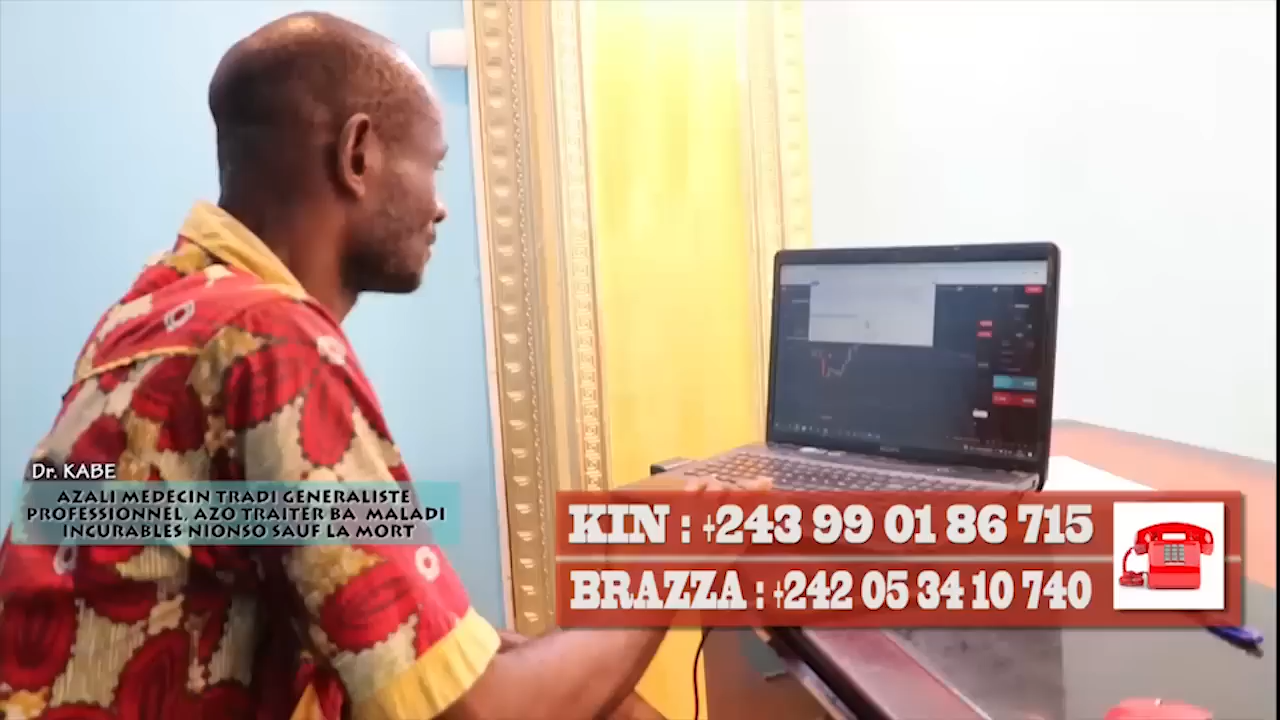 Dr. KABE
AZALI MEDECIN TRADI GENERALISTE
PROFESSIONNEL, AZO TRAITER BA MALADI
INCURABLES NIONSO SAUF LA MORT
KIN : +243 99 01 86 715
BRAZZA : +242 05 34 10 740